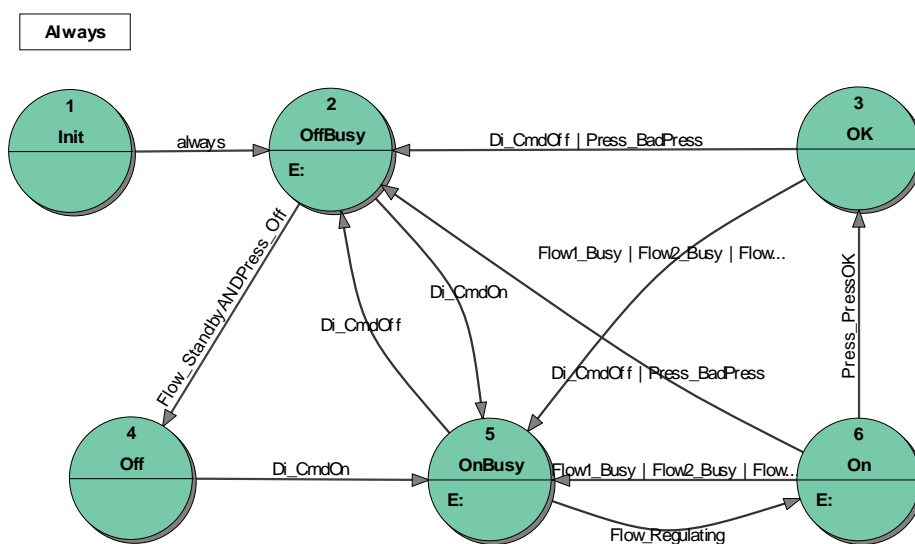 Always
1
Init
always
2
OffBusy
E:
Di_CmdOff | Press_BadPress
3
OK
Flow_StandbyANDPress_Off
Di_CmdOff
Di_CmdOn
Flow1_Busy | Flow2_Busy | Flow...
Di_CmdOff | Press_BadPress
Press_PressOK
4
Off
Di_CmdOn
5
OnBusy
E:
Flow1_Busy | Flow2_Busy | Flow...
6
On
E:
Flow_Regulating